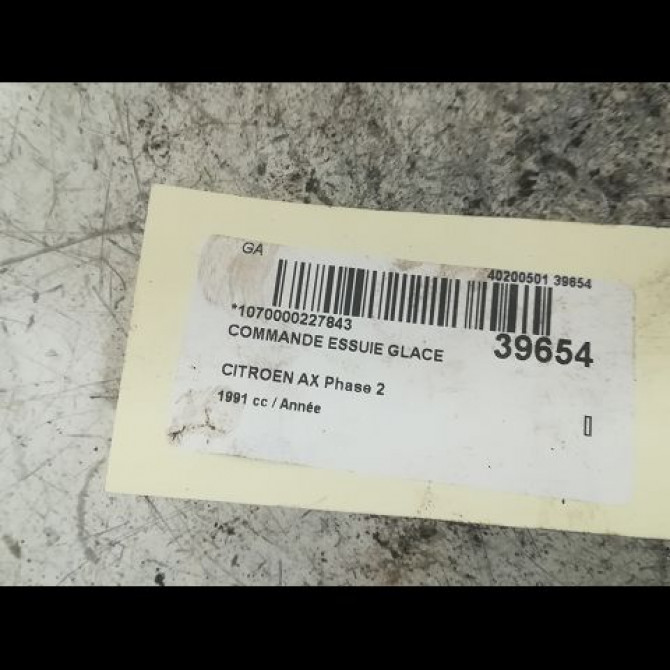 GA
40200501 39654
*1070000227843
COMMANDE ESSUIE GLACE
39654
CITROEN AX Phase 2
1991 cc / Année